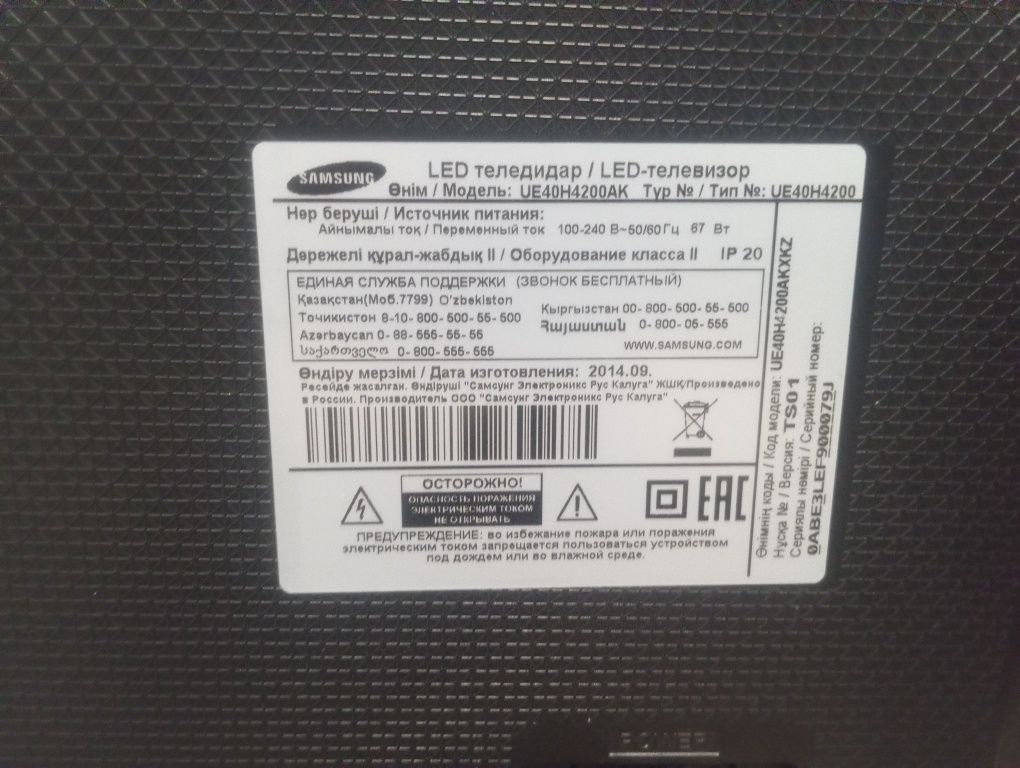 SAMSUNG
LED теледидар / LED-телевизор
Өнім / Модель: UE40H4200AK Тур № / Тип №: UE40H4200
Нəр беруші / Источник питания:
Айнымалы тоқ / Переменный ток 100-240 В~50/60 Гц 67 Вт
Дəрежелі құрал-жабдық II / Оборудование класса II IP 20
ЕДИНАЯ СЛУЖБА ПОДДЕРЖКИ (ЗВОНОК БЕСПЛАТНЫЙ)
Қазақстан(Моб.7799) O'zbekiston
Точикистон 8-10-800-500-55-500
Azərbaycan 0-88-555-55-55
საქართველო 0-800-555-555
Кыргызстан 00-800-500-55-500
Հայաստան 0-800-05-555
WWW.SAMSUNG.COM
Өндіру мерзімі / Дата изготовления: 2014.09.
Ресейде жасалған. Өндіруші "Самсунг Электроникс Рус Калуга" ЖШҚ/Произведено
в России. Производитель ООО "Самсунг Электроникс Рус Калуга"
ОСТОРОЖНО!
ОПАСНОСТЬ ПОРАЖЕНИЯ
ЭЛЕКТРИЧЕСКИМ ТОКОМ
НЕ ОТКРЫВАТЬ
EAC
ПРЕДУПРЕЖДЕНИЕ: во избежание пожара или поражения
электрическим током запрещается пользоваться устройством
под дождем или во влажной среде.
Өнімнің коды / Код модели: UE40H4200AKXKZ
Нұсқа № / Версия: TS01
Сериялы нөмірі / Серийный номер:
0ABE3LEF900079J
POWER